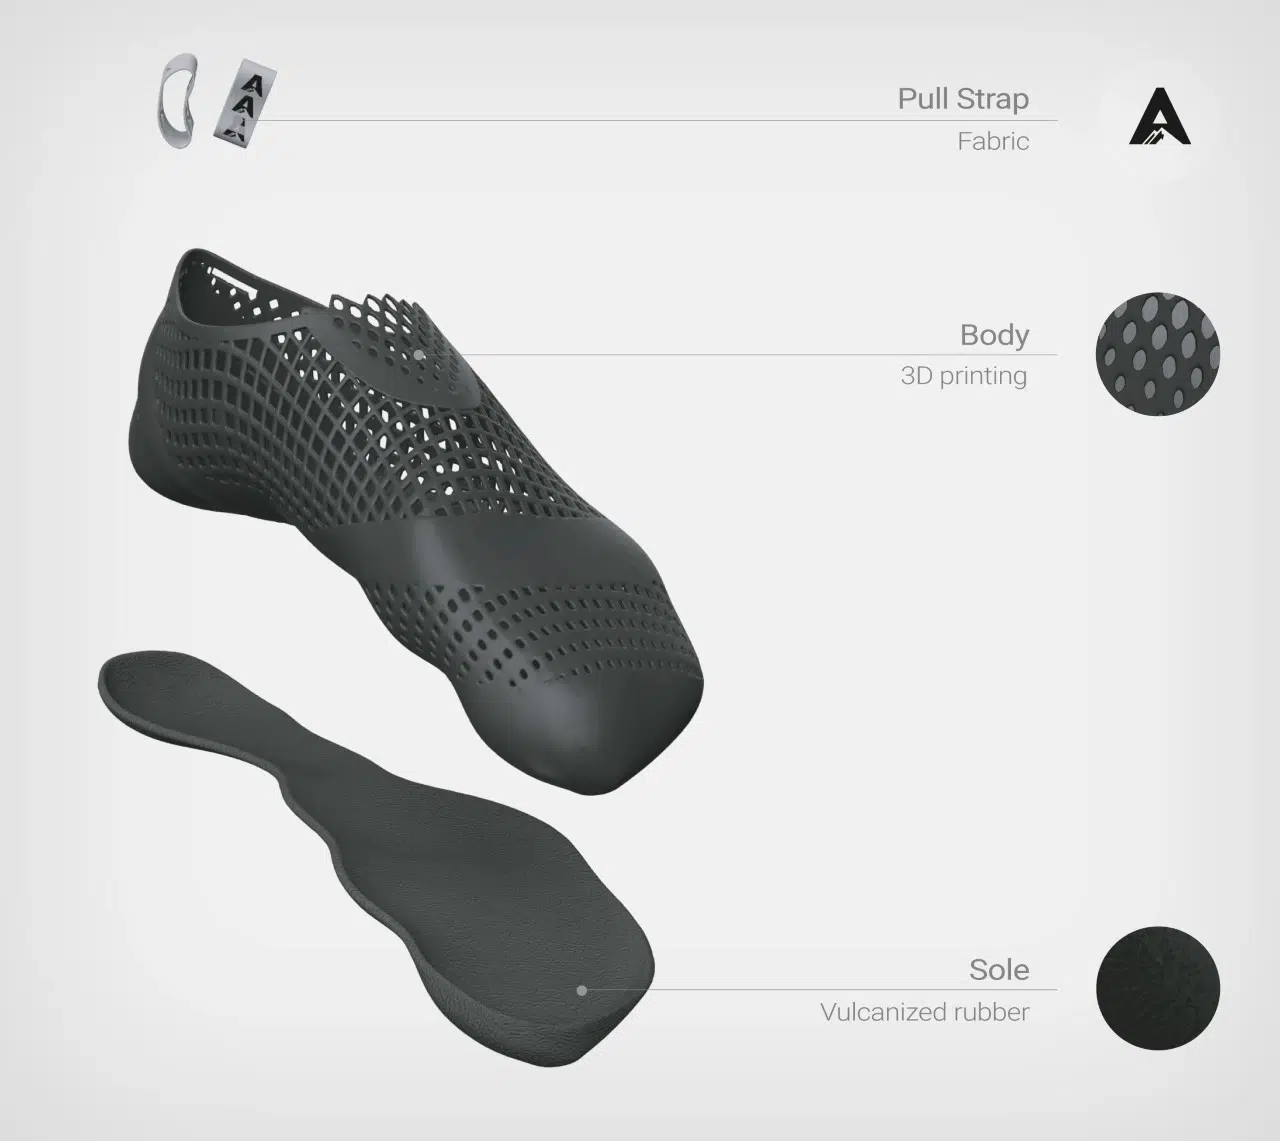 A
A
A
Pull Strap
A
Fabric
Body
3D printing
Sole
Vulcanized rubber